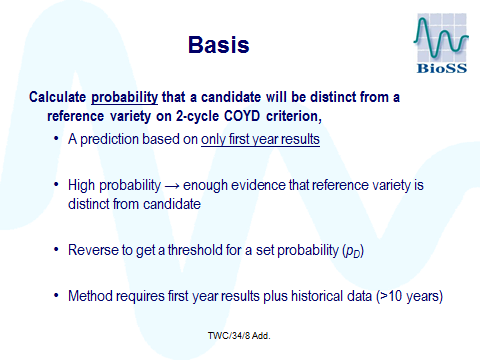 Basis
BioSS
Calculate probability that a candidate will be distinct from a
reference variety on 2-cycle COYD criterion,
• A prediction based on only first year results
• High probability → enough evidence that reference variety is
distinct from candidate
• Reverse to get a threshold for a set probability (pD)
• Method requires first year results plus historical data (>10 years)
TWC/34/8 Add.